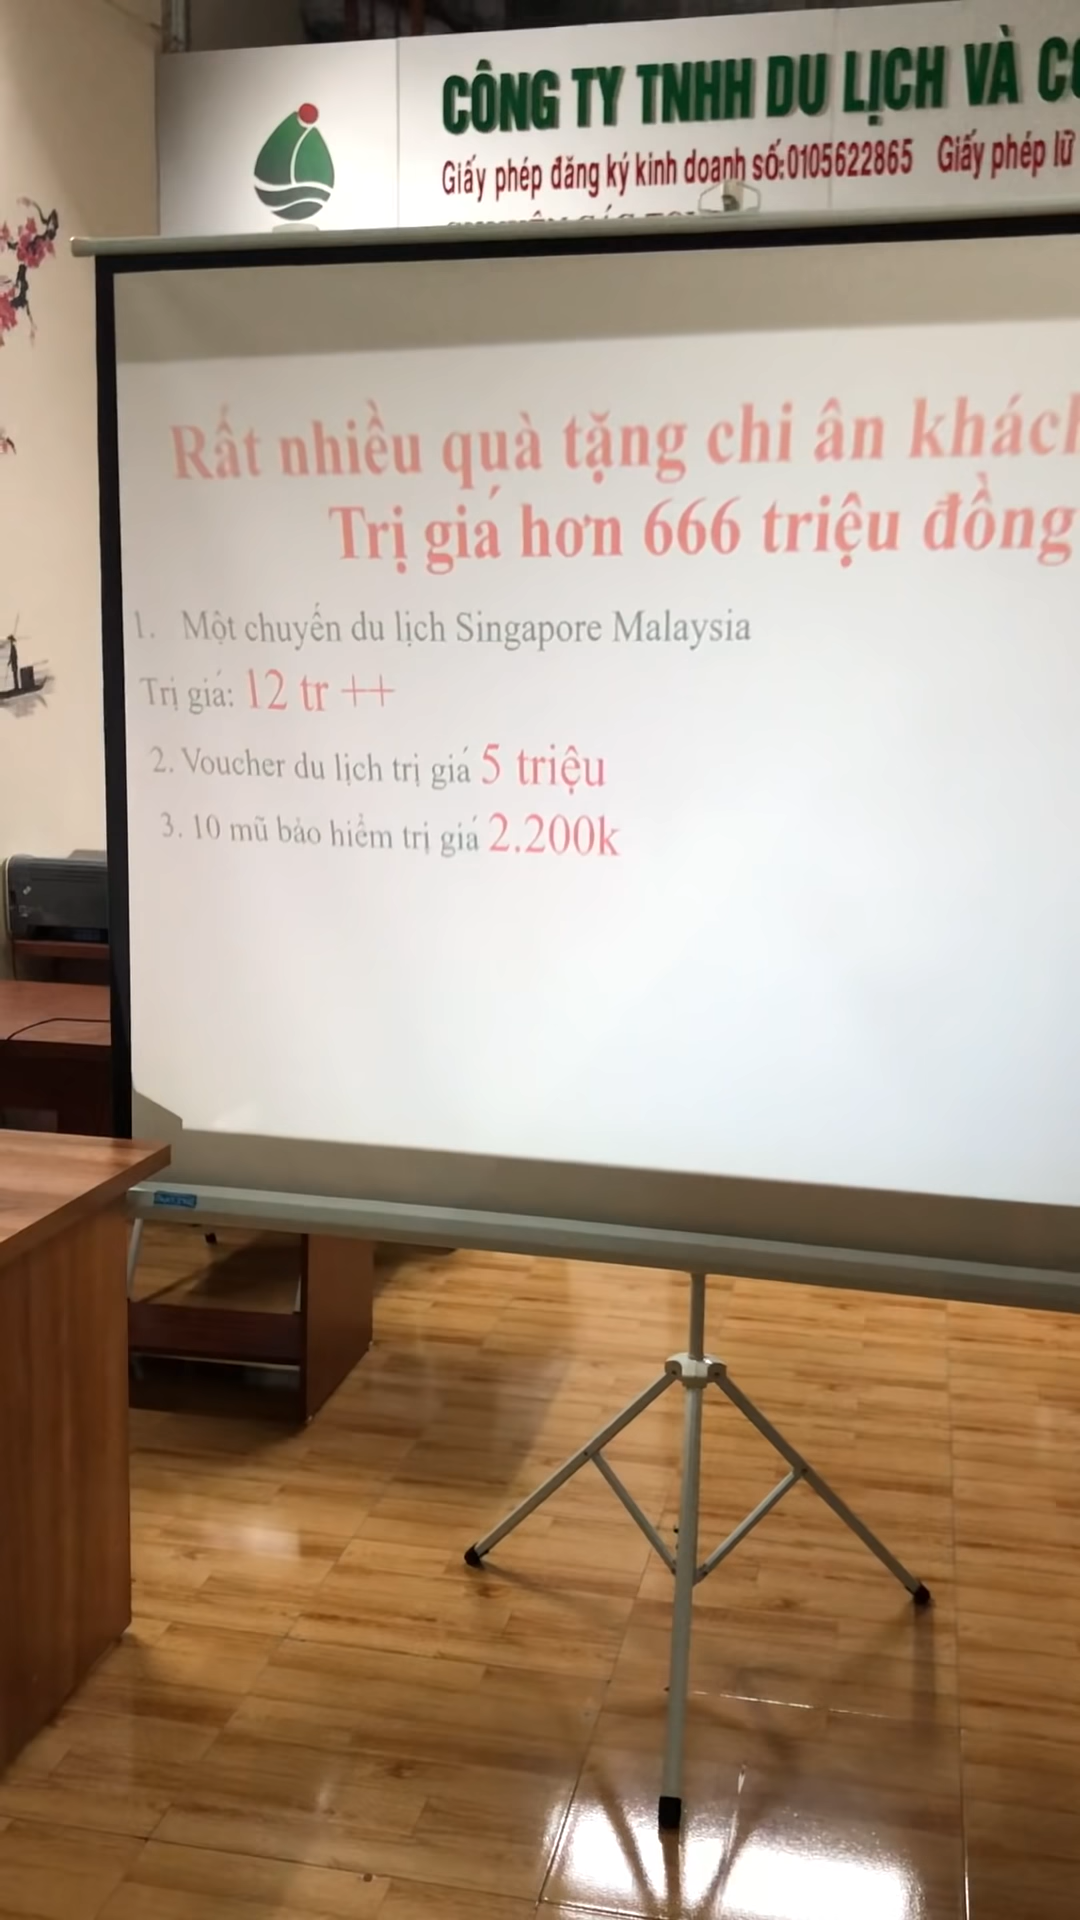 CÔNG TY TNHH DU LỊCH VÀ
Giấy phép đăng ký kinh doanh số:0105622865 Giấy phép lữ
Rất nhiều quà tặng chi ân khách
Trị giá hơn 666 triệu đồng
1. Một chuyến du lịch Singapore Malaysia
Trị giá: 12 tr ++
2. Voucher du lịch trị giá 5 triệu
3. 10 mũ bảo hiểm trị giá 2.200k